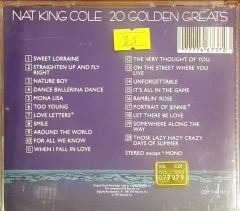 NAT KING COLE · 20 GOLDEN GREATS
35
1 SWEET LORRAINE
2 STRAIGHTEN UP AND FLY
RIGHT
3 NATURE BOY
4 DANCE BALLERINA DANCE
5 MONA LISA
6 TOO YOUNG
7 LOVE LETTERS*
8 SMILE
9 AROUND THE WORLD
10 FOR ALL WE KNOW
11 WHEN I FALL IN LOVE
12 THE VERY THOUGHT OF YOU
13 ON THE STREET WHERE YOU
LIVE
14 UNFORGETTABLE
15 IT'S ALL IN THE GAME
16 RAMBLIN' ROSE
17 PORTRAIT OF JENNIE*
18 LET THERE BE LOVE
19 SOMEWHERE ALONG THE
WAY
20 THOSE LAZY HAZY CRAZY
DAYS OF SUMMER
STEREO except * MONO
077979